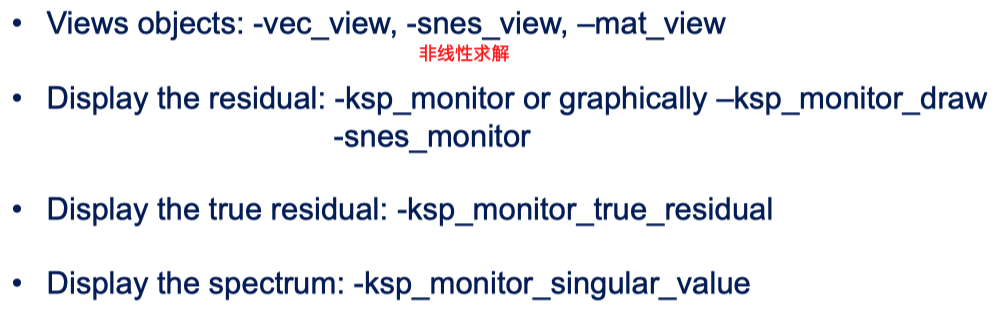 • Views objects: -vec_view, -snes_view, –mat_view
非线性求解
• Display the residual: -ksp_monitor or graphically –ksp_monitor_draw
-snes_monitor
• Display the true residual: -ksp_monitor_true_residual
• Display the spectrum: -ksp_monitor_singular_value